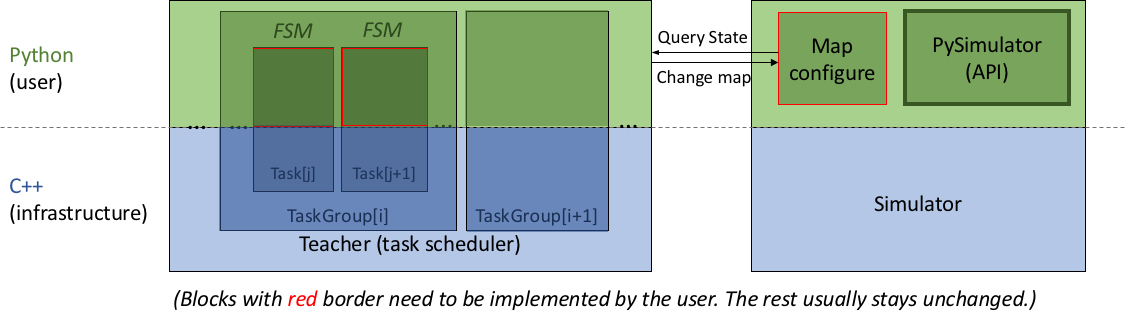 FSM FSM
Python
(user)
Query State
Change map
Map
configure
PySimulator
(API)
... ... ... ...
Task[j] Task[j+1]
C++
(infrastructure)
TaskGroup[i] TaskGroup[i+1]
Simulator
Teacher (task scheduler)
(Blocks with red border need to be implemented by the user. The rest usually stays unchanged.)